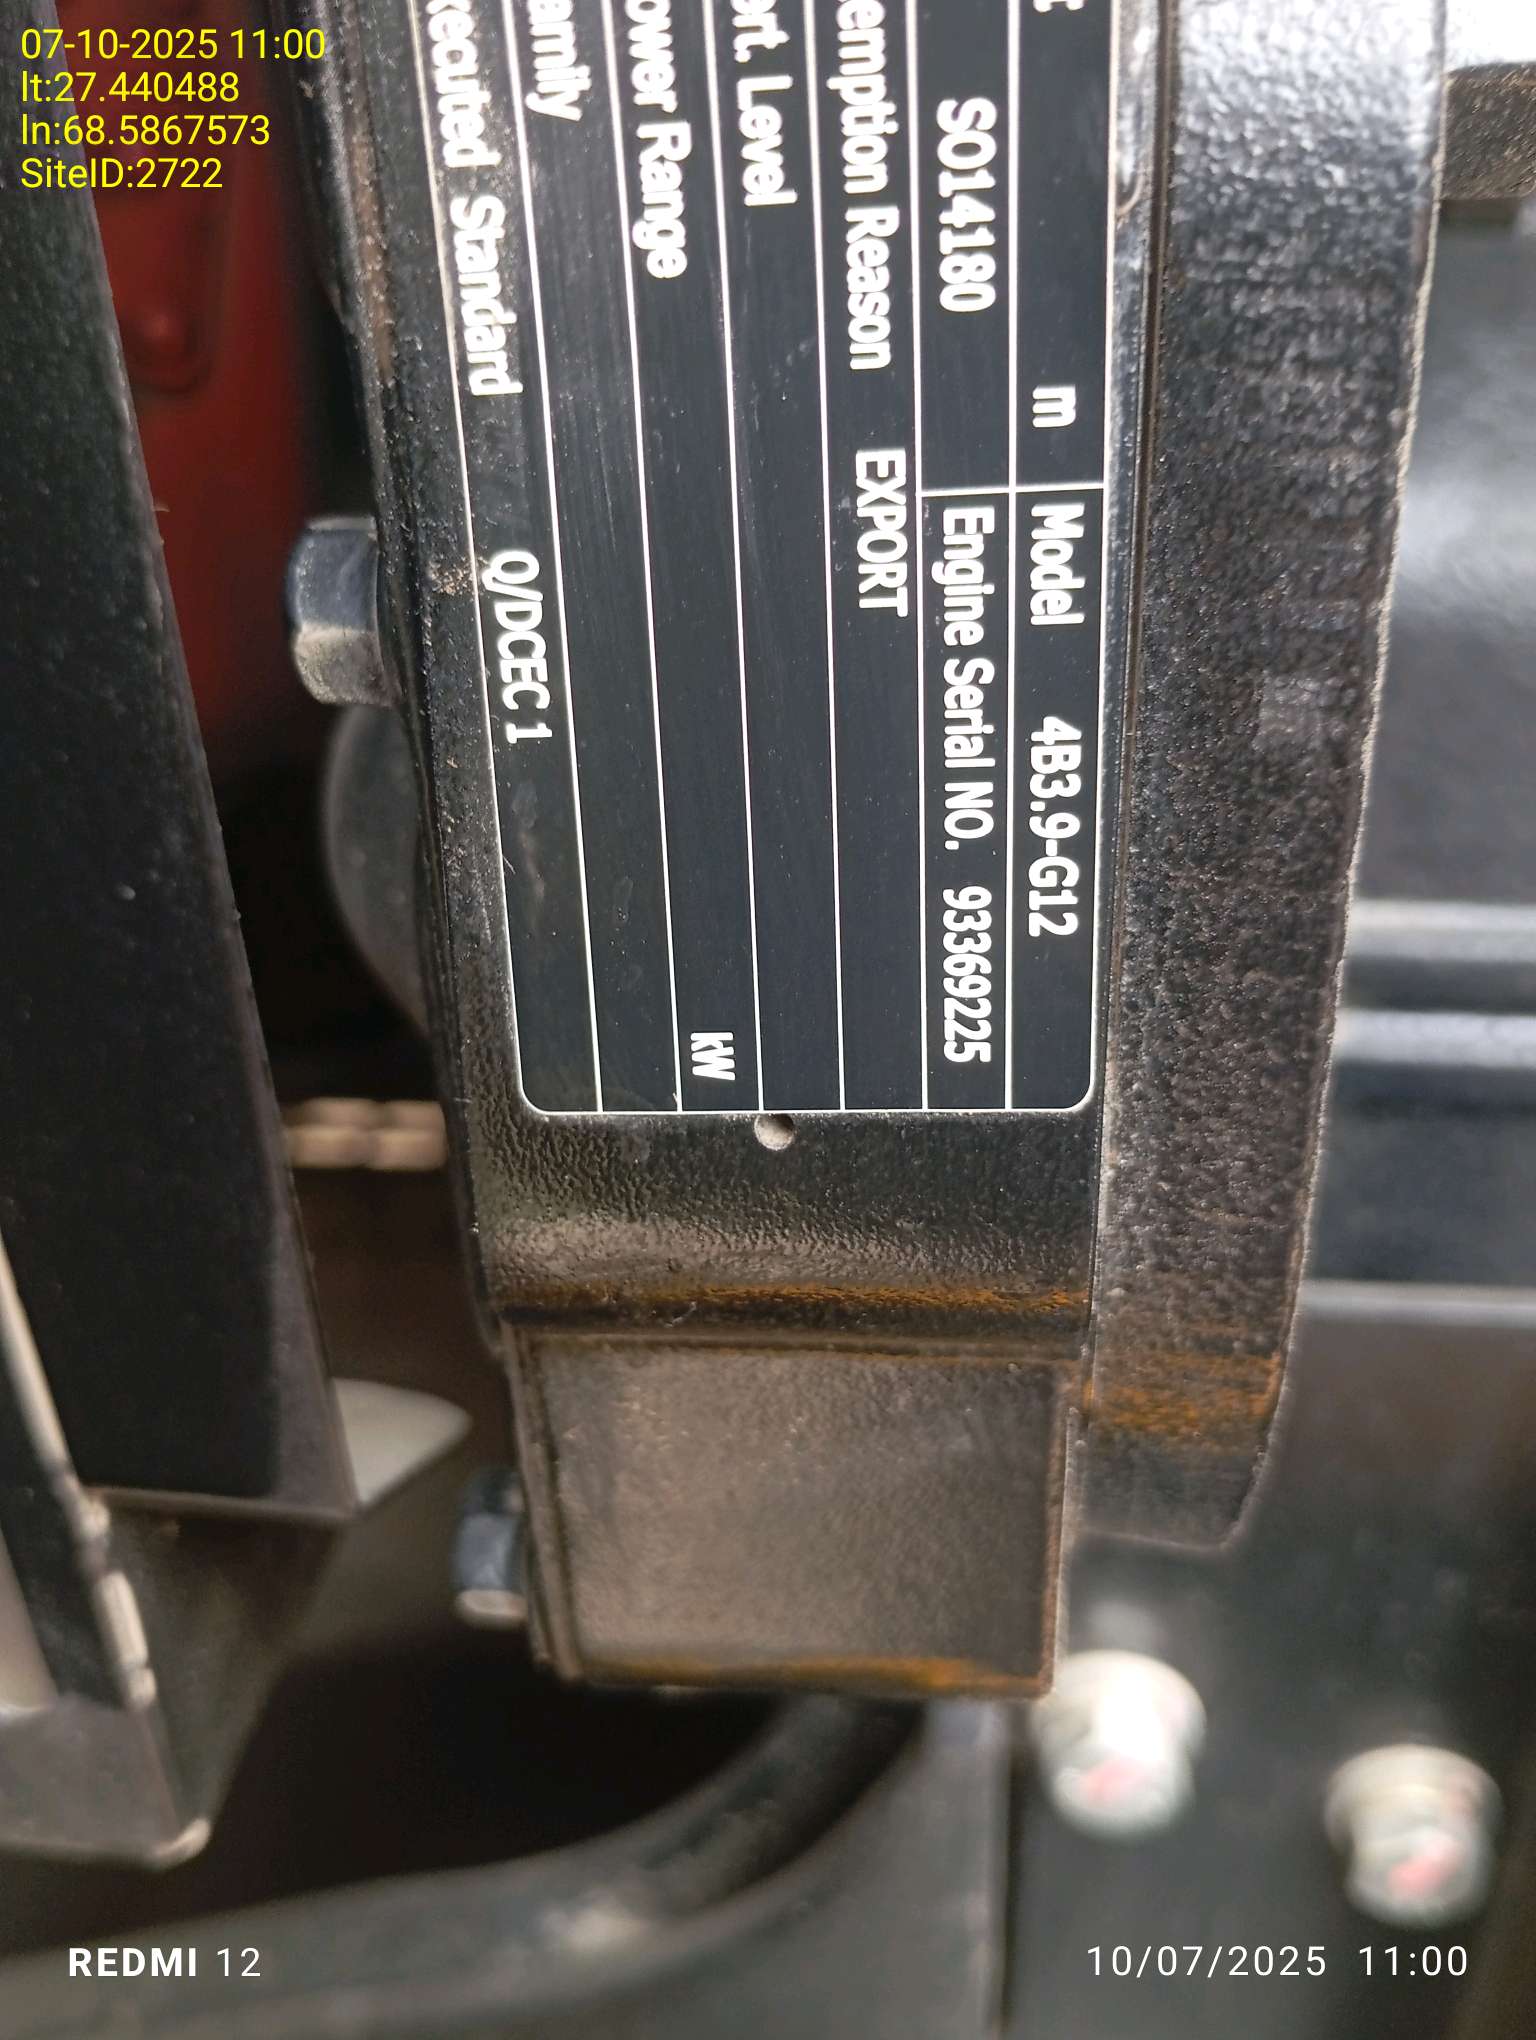 07-10-2025 11:00
lt:27.440488
ln:68.5867573
SiteID:2722
m Model 4B3.9-G12
SO14180 Engine Serial NO. 93369225
emption Reason EXPORT
ert. Level
ower Range kW
amily
ecuted Standard Q/DCEC 1
REDMI 12
10/07/2025 11:00